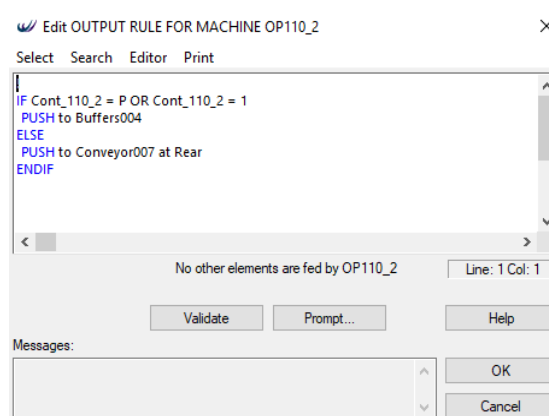 Edit OUTPUT RULE FOR MACHINE OP110_2
Select Search Editor Print
IF Cont_110_2 = P OR Cont_110_2 = 1
PUSH to Buffers004
ELSE
PUSH to Conveyor007 at Rear
ENDIF
No other elements are fed by OP110_2
Line: 1 Col: 1
Validate
Prompt...
Help
Messages:
OK
Cancel